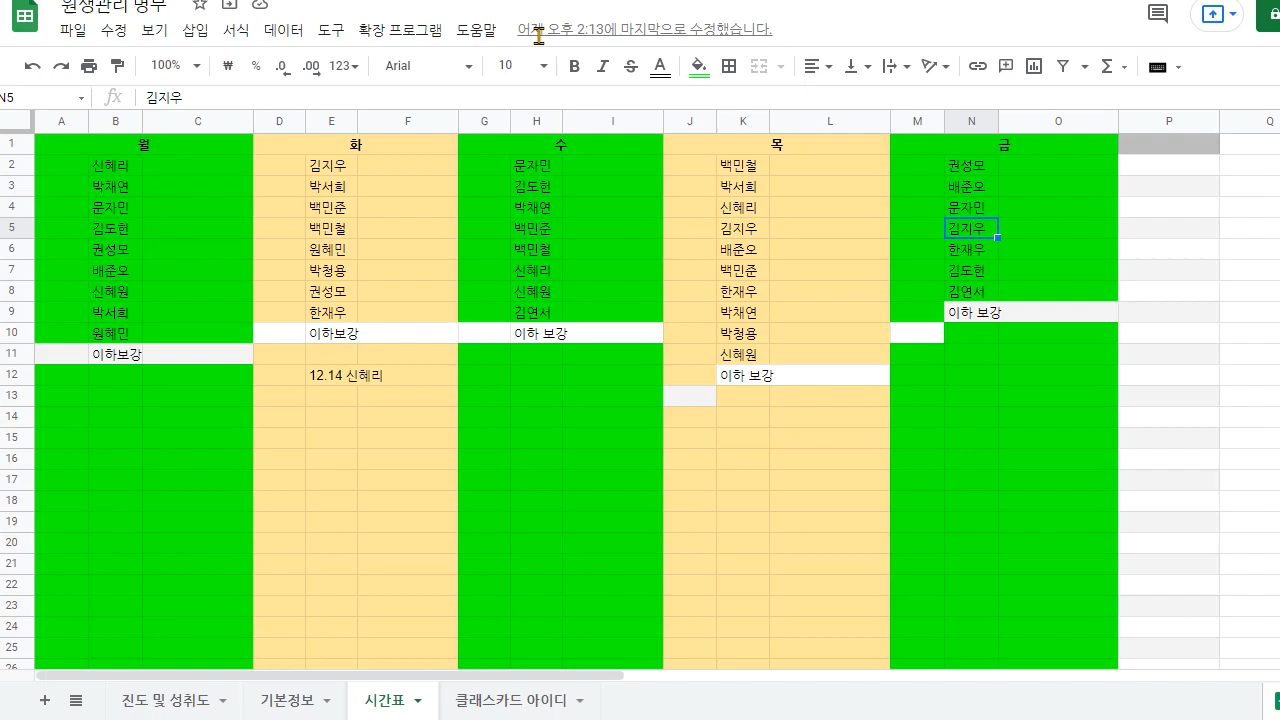 원생관리 명부
파일 수정 보기 삽입 서식 데이터 도구 확장 프로그램 도움말 어제 오후 2:13에 마지막으로 수정했습니다.
100% ₩ % .0 .00 123 Arial 10 B I S A Σ
N5 fx 김지우
A B C D E F G H I J K L M N O P Q
1 월 화 수 목 금
2 신혜리 김지우 문자민 백민철 권성모
3 박채연 박서희 김도현 박서희 배준오
4 문자민 백민준 박채연 신혜리 문자민
5 김도현 백민철 백민준 김지우 김지우
6 권성모 원혜민 백민철 배준오 한재우
7 배준오 박청용 신혜리 백민준 김도현
8 신혜원 권성모 신혜원 한재우 김연서
9 박서희 한재우 김연서 박채연 이하 보강
10 원혜민 이하보강 이하 보강 박청용
11 이하보강 신혜원
12 12.14 신혜리 이하 보강
13
14
15
16
17
18
19
20
21
22
23
24
25
26
진도 및 성취도 기본정보 시간표 클래스카드 아이디